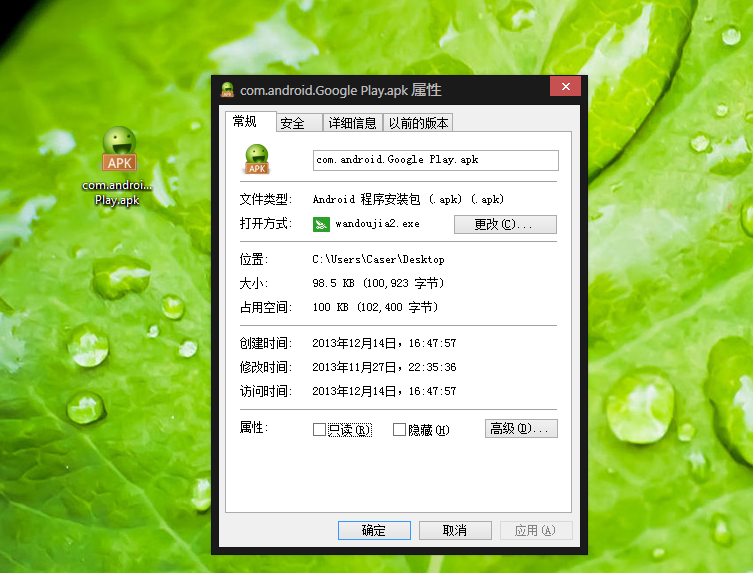 com.android.Google Play.apk 属性
常规 安全 详细信息 以前的版本
APK
com.androi...
Play.apk
APK
com.android.Google Play.apk
文件类型: Android 程序安装包 (.apk) (.apk)
打开方式: wandoujia2.exe 更改(C)...
位置: C:\Users\Caser\Desktop
大小: 98.5 KB (100,923 字节)
占用空间: 100 KB (102,400 字节)
创建时间: 2013年12月14日，16:47:57
修改时间: 2013年11月27日，22:35:36
访问时间: 2013年12月14日，16:47:57
属性: 只读(R) 隐藏(H) 高级(D)...
确定 取消 应用(A)